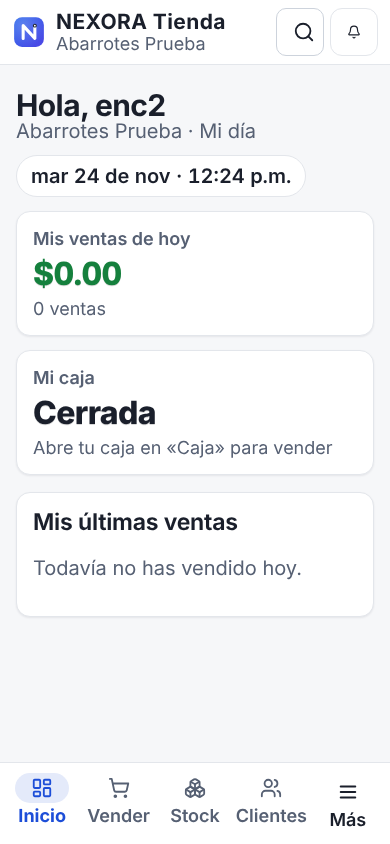 NEXORA Tienda
Abarrotes Prueba
Hola, enc2
Abarrotes Prueba · Mi día
mar 24 de nov · 12:24 p.m.
Mis ventas de hoy
$0.00
0 ventas
Mi caja
Cerrada
Abre tu caja en «Caja» para vender
Mis últimas ventas
Todavía no has vendido hoy.
Inicio
Vender
Stock
Clientes
Más